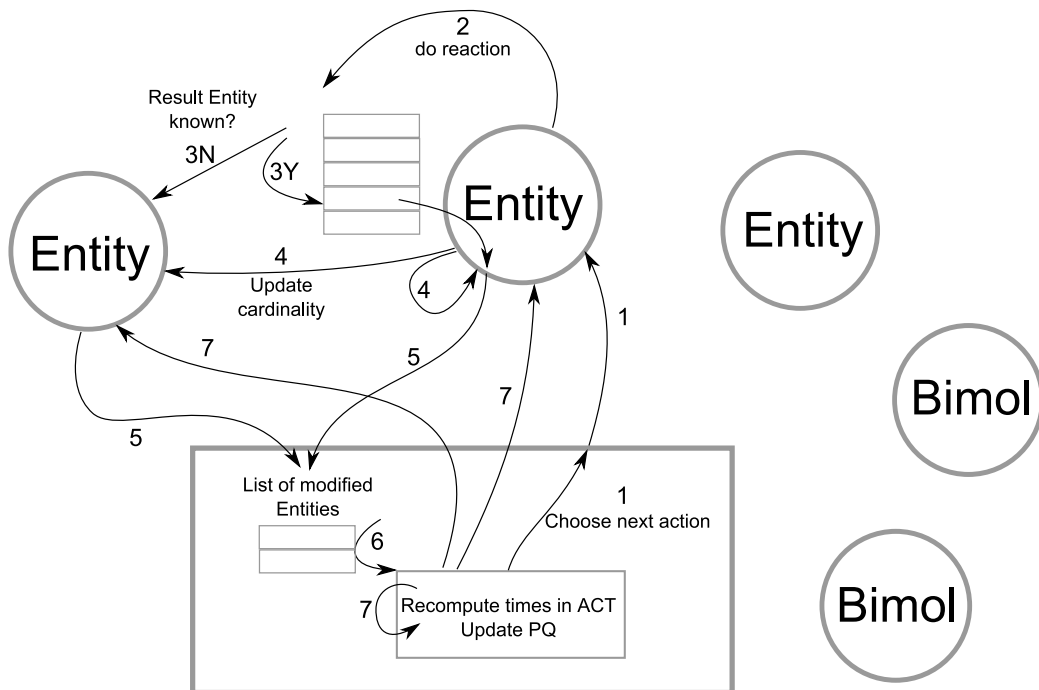 2
do reaction
Result Entity
known?
3N
3Y
Entity
Entity
Entity
4
Update
cardinality
4
1
7
5
7
Bimol
5
List of modified
Entities
1
Choose next action
6
7
Recompute times in ACT
Update PQ
Bimol